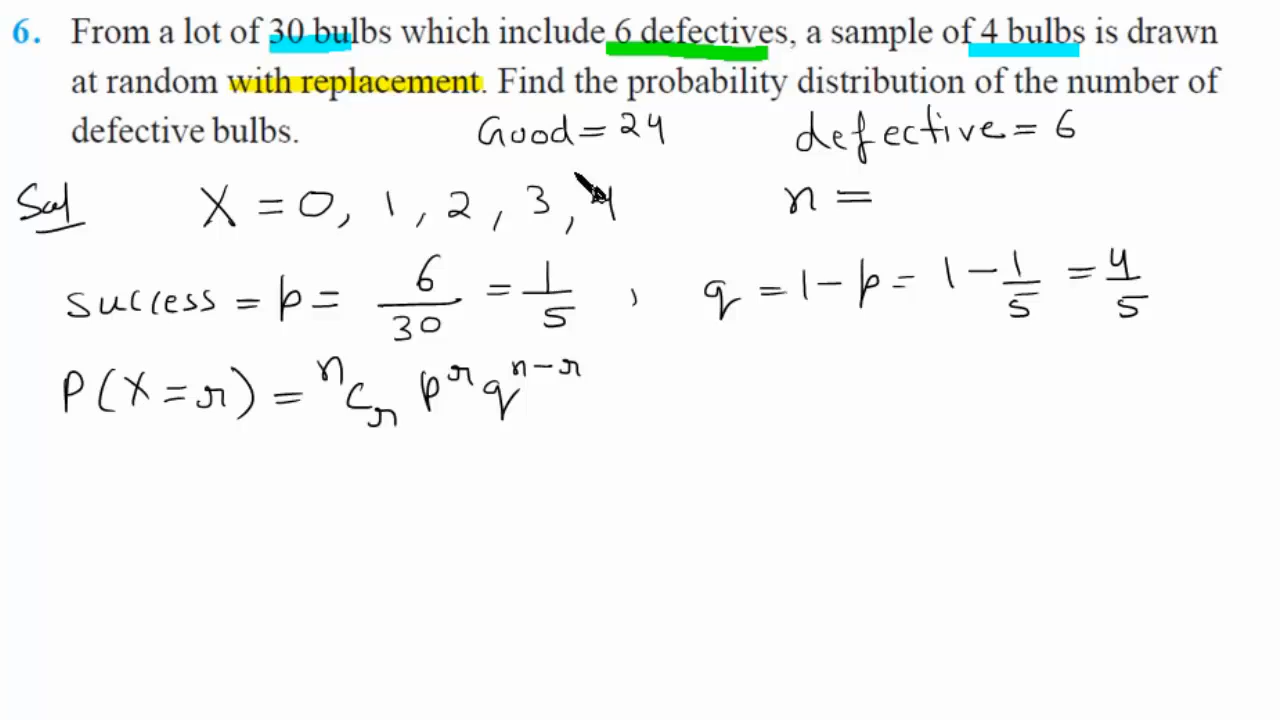 6. From a lot of 30 bulbs which include 6 defectives, a sample of 4 bulbs is drawn
at random with replacement. Find the probability distribution of the number of
defective bulbs. Good = 24 defective = 6
Sol X = 0, 1, 2, 3, 4 n =
success = p = 6/30 = 1/5 , q = 1 - p = 1 - 1/5 = 4/5
P(X = r) = ⁿCᵣ pʳ qⁿ⁻ʳ